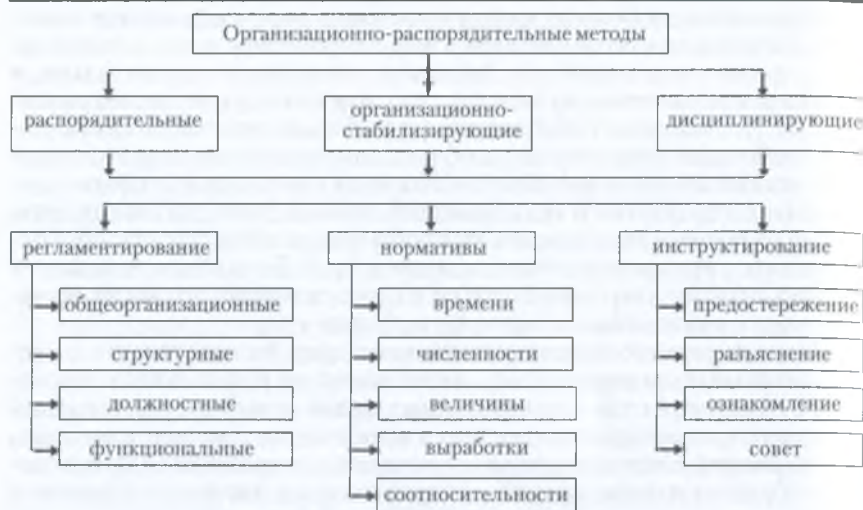 Организационно-распорядительные методы
распорядительные
организационно-
стабилизирующие
дисциплинирующие
регламентирование
нормативы
инструктирование
общеорганизационные
времени
предостережение
структурные
численности
разъяснение
должностные
величины
ознакомление
функциональные
выработки
совет
соотносительности